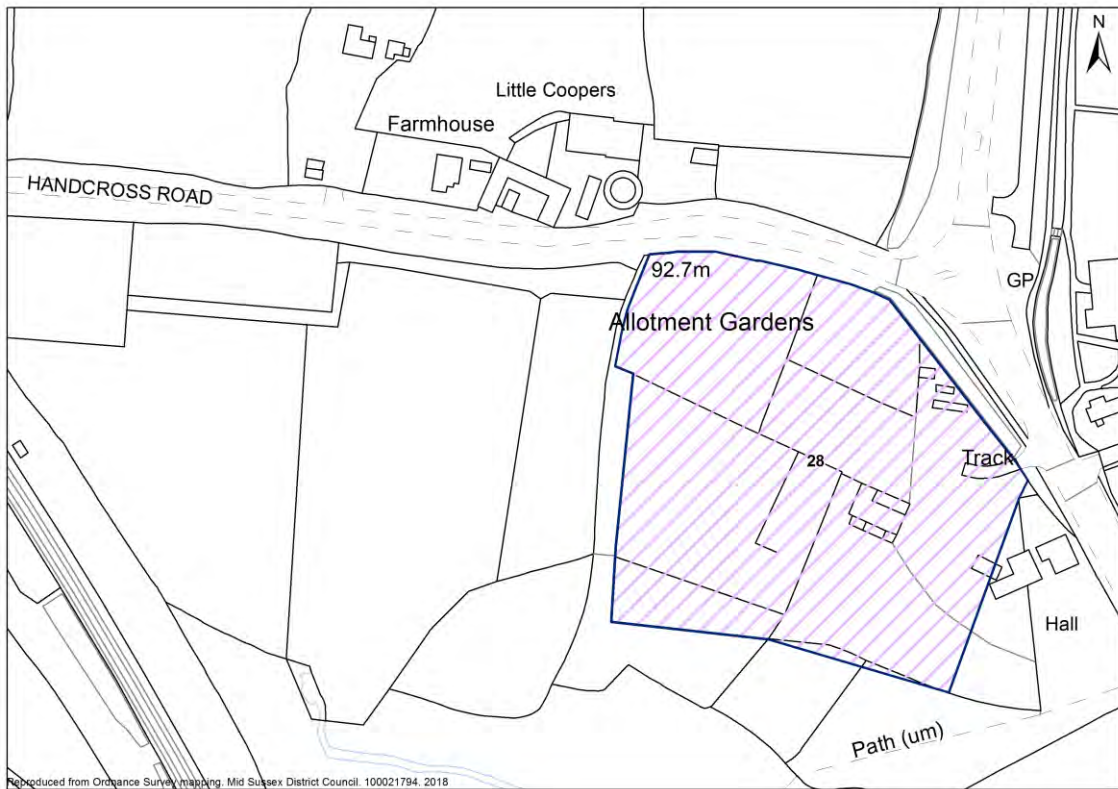 N
Little Coopers
Farmhouse
HANDCROSS ROAD
92.7m
GP
Allotment Gardens
28
Track
Hall
Path (um)
Reproduced from Ordnance Survey mapping. Mid Sussex District Council. 100021794. 2018